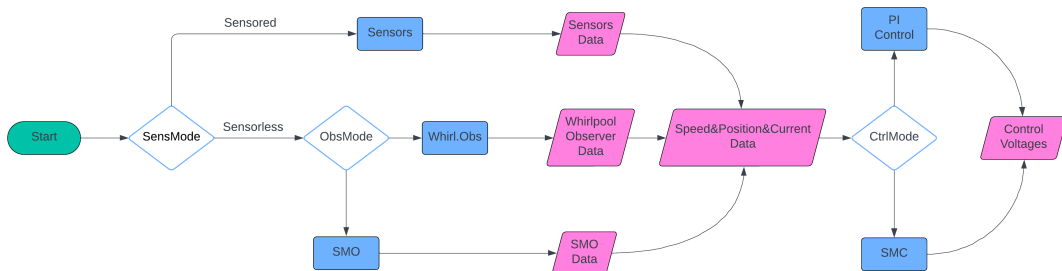 Sensored
Sensors
Sensors
Data
PI
Control
Start
SensMode
Sensorless
ObsMode
Whirl.Obs
Whirlpool
Observer
Data
Speed&Position&Current
Data
CtrlMode
Control
Voltages
SMO
SMO
Data
SMC